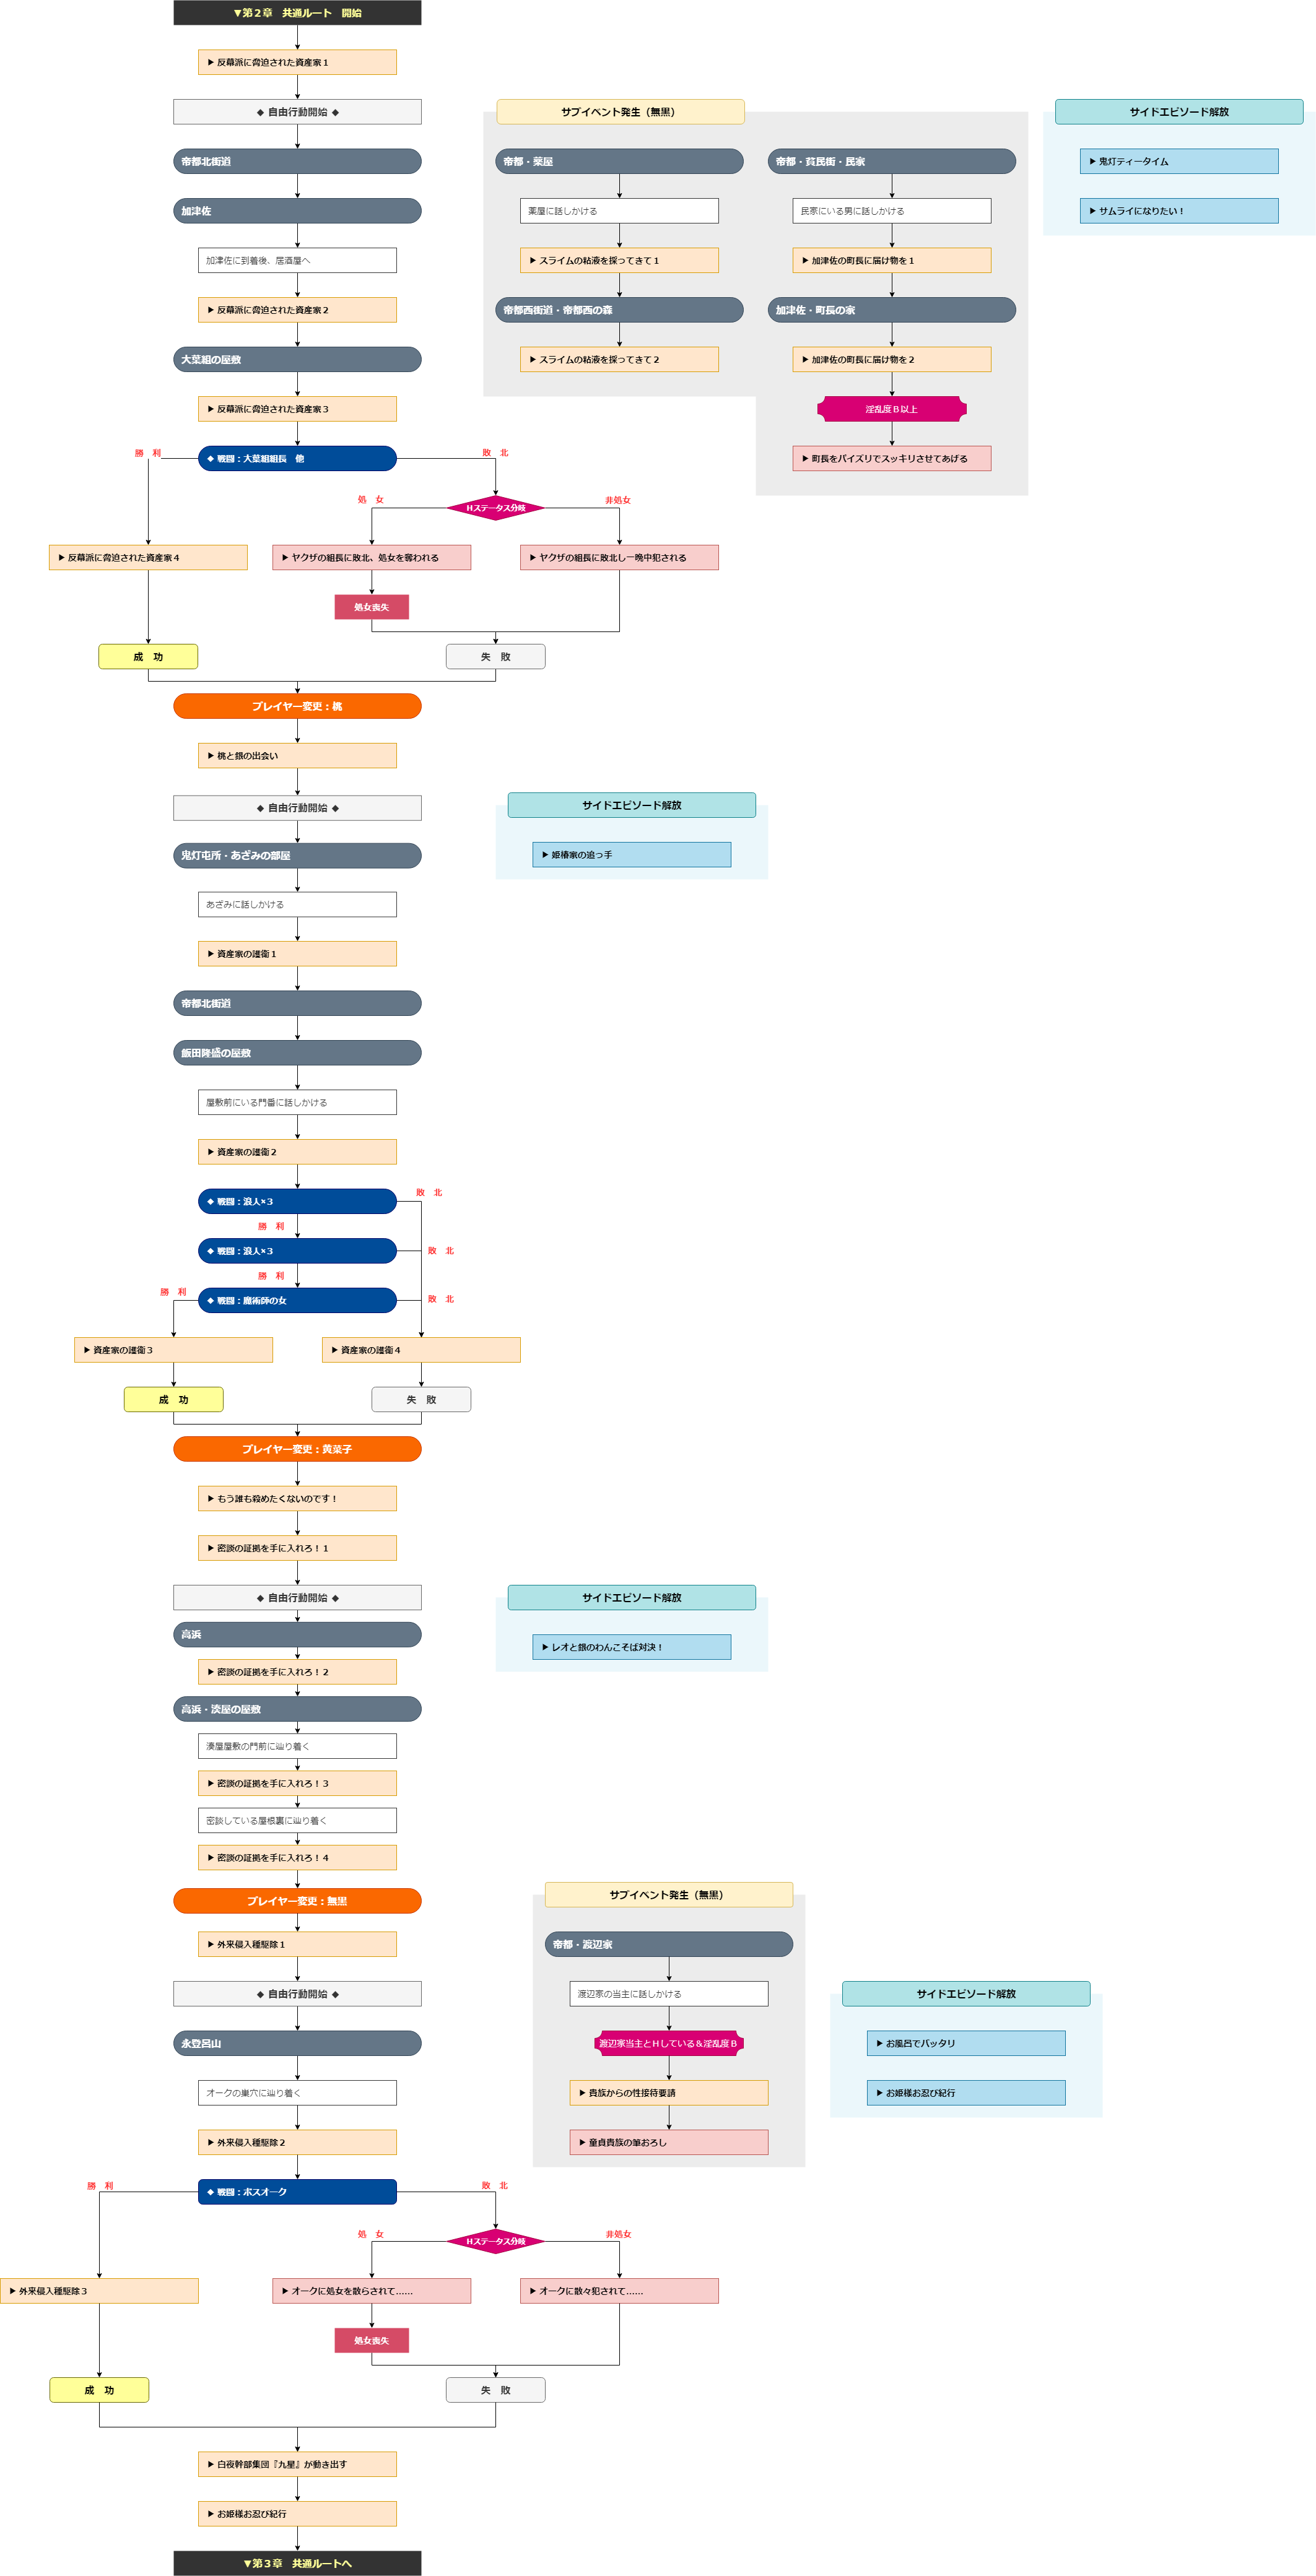 ▼第２章　共通ルート　開始
▶ 反幕派に脅迫された資産家１
◆ 自由行動開始 ◆
帝都北街道
加津佐
加津佐に到着後、居酒屋へ
▶ 反幕派に脅迫された資産家２
大葉組の屋敷
▶ 反幕派に脅迫された資産家３
◆ 戦闘：大葉組組長　他
勝　利
敗　北
Hステータス分岐
処　女
非処女
▶ 反幕派に脅迫された資産家４
▶ ヤクザの組長に敗北、処女を奪われる
▶ ヤクザの組長に敗北し一晩中犯される
処女喪失
成　功
失　敗
サブイベント発生（無黒）
帝都・薬屋
薬屋に話しかける
▶ スライムの粘液を採ってきて１
帝都西街道・帝都西の森
▶ スライムの粘液を採ってきて２
帝都・貧民街・民家
民家にいる男に話しかける
▶ 加津佐の町長に届け物を１
加津佐・町長の家
▶ 加津佐の町長に届け物を２
淫乱度Ｂ以上
▶ 町長をパイズリでスッキリさせてあげる
サイドエピソード解放
▶ 鬼灯ティータイム
▶ サムライになりたい！
プレイヤー変更：桃
▶ 桃と銀の出会い
◆ 自由行動開始 ◆
鬼灯屯所・あざみの部屋
あざみに話しかける
▶ 資産家の護衛１
帝都北街道
飯田隆盛の屋敷
屋敷前にいる門番に話しかける
▶ 資産家の護衛２
◆ 戦闘：浪人×３
敗　北
勝　利
◆ 戦闘：浪人×３
敗　北
勝　利
◆ 戦闘：魔術師の女
勝　利
敗　北
▶ 資産家の護衛３
▶ 資産家の護衛４
成　功
失　敗
サイドエピソード解放
▶ 姫椿家の追っ手
プレイヤー変更：黄菜子
▶ もう誰も殺めたくないのです！
▶ 密談の証拠を手に入れろ！１
◆ 自由行動開始 ◆
高浜
▶ 密談の証拠を手に入れろ！２
高浜・湊屋の屋敷
湊屋屋敷の門前に辿り着く
▶ 密談の証拠を手に入れろ！３
密談している屋根裏に辿り着く
▶ 密談の証拠を手に入れろ！４
サイドエピソード解放
▶ レオと銀のわんこそば対決！
プレイヤー変更：無黒
▶ 外来侵入種駆除１
◆ 自由行動開始 ◆
永登呂山
オークの巣穴に辿り着く
▶ 外来侵入種駆除２
◆ 戦闘：ボスオーク
勝　利
敗　北
Hステータス分岐
処　女
非処女
▶ 外来侵入種駆除３
▶ オークに処女を散らされて……
▶ オークに散々犯されて……
処女喪失
成　功
失　敗
サブイベント発生（無黒）
帝都・渡辺家
渡辺家の当主に話しかける
渡辺家当主とＨしている＆淫乱度Ｂ
▶ 貴族からの性接待要請
▶ 童貞貴族の筆おろし
サイドエピソード解放
▶ お風呂でバッタリ
▶ お姫様お忍び紀行
▶ 白夜幹部集団『九星』が動き出す
▶ お姫様お忍び紀行
▼第３章　共通ルートへ